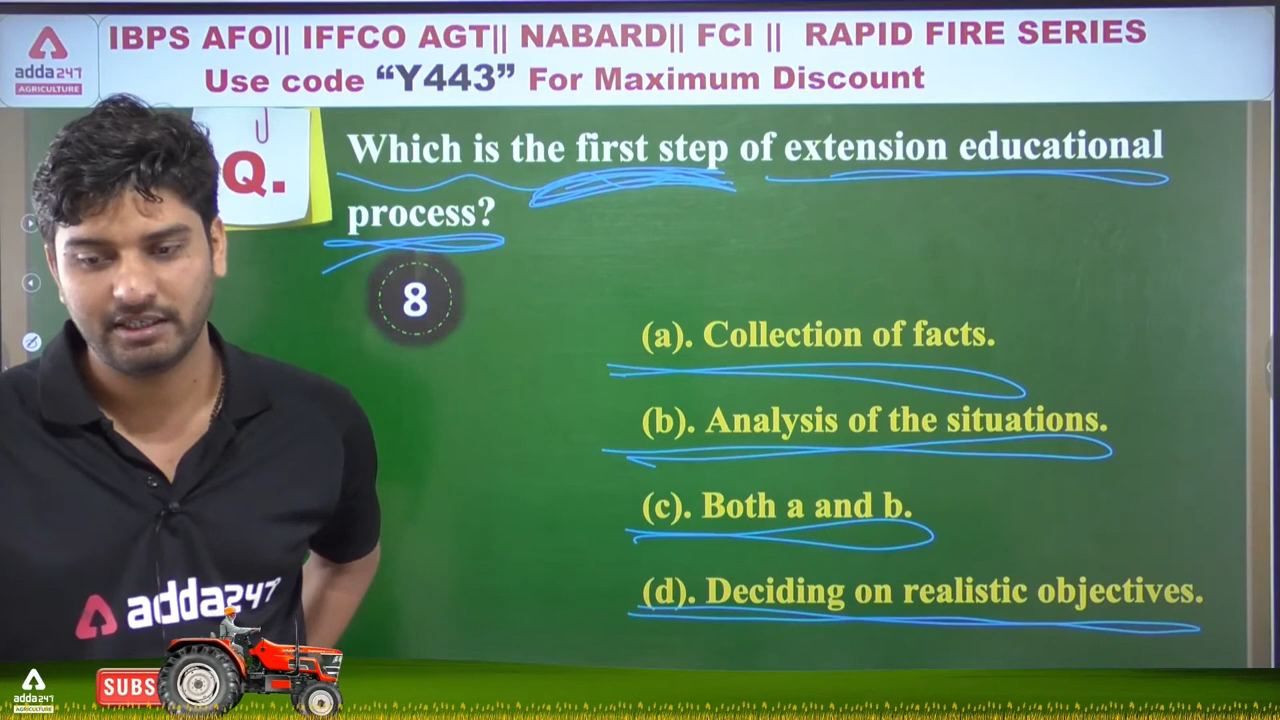 IBPS AFO|| IFFCO AGT|| NABARD|| FCI || RAPID FIRE SERIES
Use code “Y443” For Maximum Discount
adda247
AGRICULTURE
Q.
Which is the first step of extension educational
process?
8
(a). Collection of facts.
(b). Analysis of the situations.
(c). Both a and b.
(d). Deciding on realistic objectives.
adda247
SUBS
adda247
AGRICULTURE